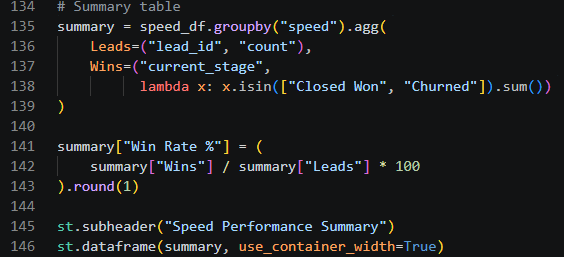 134 # Summary table
135 summary = speed_df.groupby("speed").agg(
136     Leads=("lead_id", "count"),
137     Wins=("current_stage",
138           lambda x: x.isin(["Closed Won", "Churned"]).sum())
139 )
140
141 summary["Win Rate %"] = (
142     summary["Wins"] / summary["Leads"] * 100
143 ).round(1)
144
145 st.subheader("Speed Performance Summary")
146 st.dataframe(summary, use_container_width=True)